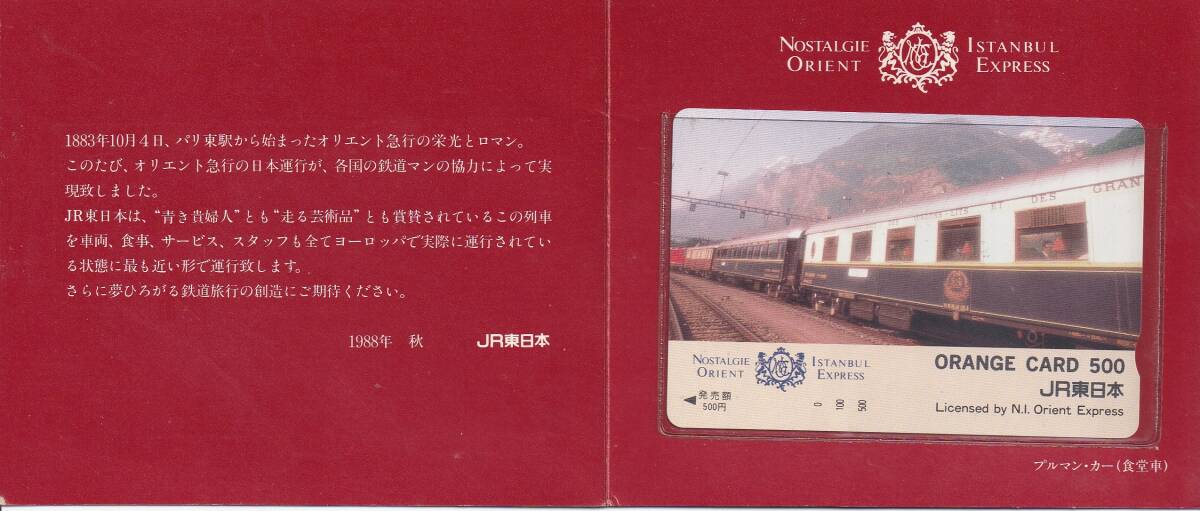 1883年10月4日、パリ東駅から始まったオリエント急行の栄光とロマン。
このたび、オリエント急行の日本運行が、各国の鉄道マンの協力によって実
現致しました。
JR東日本は、“青き貴婦人”とも“走る芸術品”とも賞賛されているこの列車
を車両、食事、サービス、スタッフも全てヨーロッパで実際に運行されてい
る状態に最も近い形で運行致します。
さらに夢ひろがる鉄道旅行の創造にご期待ください。
1988年 秋 JR東日本
NOSTALGIE ISTANBUL
ORIENT EXPRESS
ET DES GRAN
NOSTALGIE ISTANBUL
ORIENT EXPRESS
ORANGE CARD 500
JR東日本
Licensed by N.I. Orient Express
◀ 発売額
500円
0 100 500
プルマン・カー(食堂車)